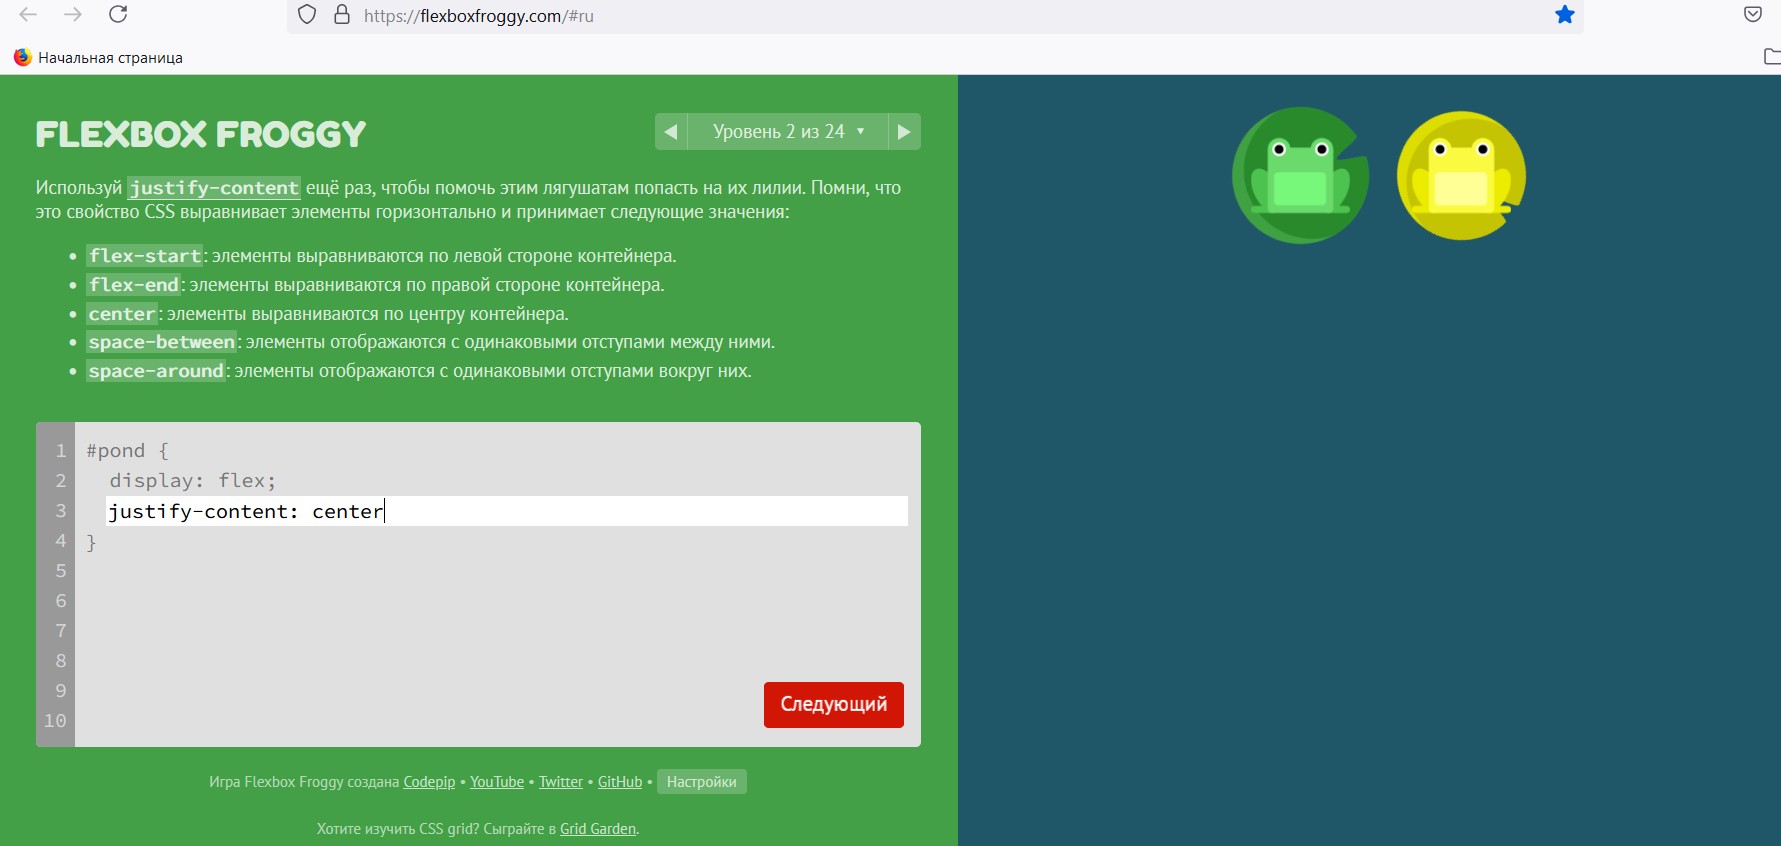 https://flexboxfroggy.com/#ru
Начальная страница
FLEXBOX FROGGY
◀ Уровень 2 из 24 ▼ ▶
Используй justify-content ещё раз, чтобы помочь этим лягушатам попасть на их лилии. Помни, что
это свойство CSS выравнивает элементы горизонтально и принимает следующие значения:
• flex-start: элементы выравниваются по левой стороне контейнера.
• flex-end: элементы выравниваются по правой стороне контейнера.
• center: элементы выравниваются по центру контейнера.
• space-between: элементы отображаются с одинаковыми отступами между ними.
• space-around: элементы отображаются с одинаковыми отступами вокруг них.
1 #pond {
2 display: flex;
3 justify-content: center
4 }
5
6
7
8
9
10
Следующий
Игра Flexbox Froggy создана Codepip • YouTube • Twitter • GitHub • Настройки
Хотите изучить CSS grid? Сыграйте в Grid Garden.